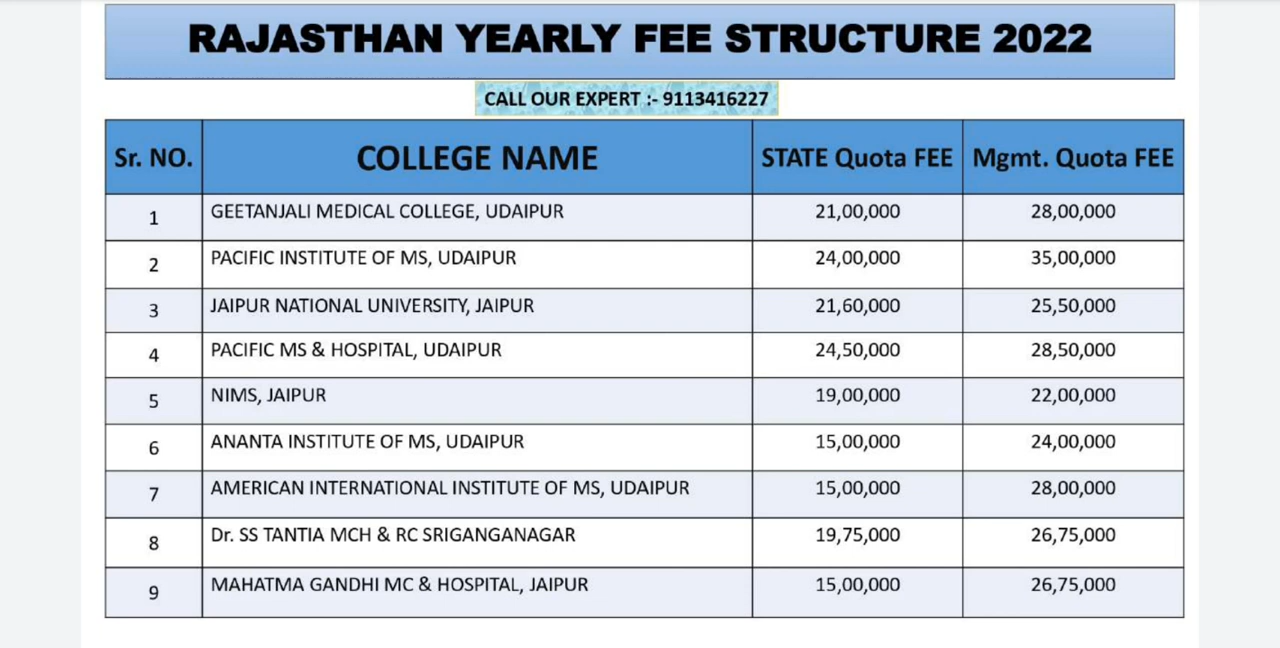 RAJASTHAN YEARLY FEE STRUCTURE 2022
CALL OUR EXPERT :- 9113416227
Sr. NO. COLLEGE NAME STATE Quota FEE Mgmt. Quota FEE
1 GEETANJALI MEDICAL COLLEGE, UDAIPUR 21,00,000 28,00,000
2 PACIFIC INSTITUTE OF MS, UDAIPUR 24,00,000 35,00,000
3 JAIPUR NATIONAL UNIVERSITY, JAIPUR 21,60,000 25,50,000
4 PACIFIC MS & HOSPITAL, UDAIPUR 24,50,000 28,50,000
5 NIMS, JAIPUR 19,00,000 22,00,000
6 ANANTA INSTITUTE OF MS, UDAIPUR 15,00,000 24,00,000
7 AMERICAN INTERNATIONAL INSTITUTE OF MS, UDAIPUR 15,00,000 28,00,000
8 Dr. SS TANTIA MCH & RC SRIGANGANAGAR 19,75,000 26,75,000
9 MAHATMA GANDHI MC & HOSPITAL, JAIPUR 15,00,000 26,75,000